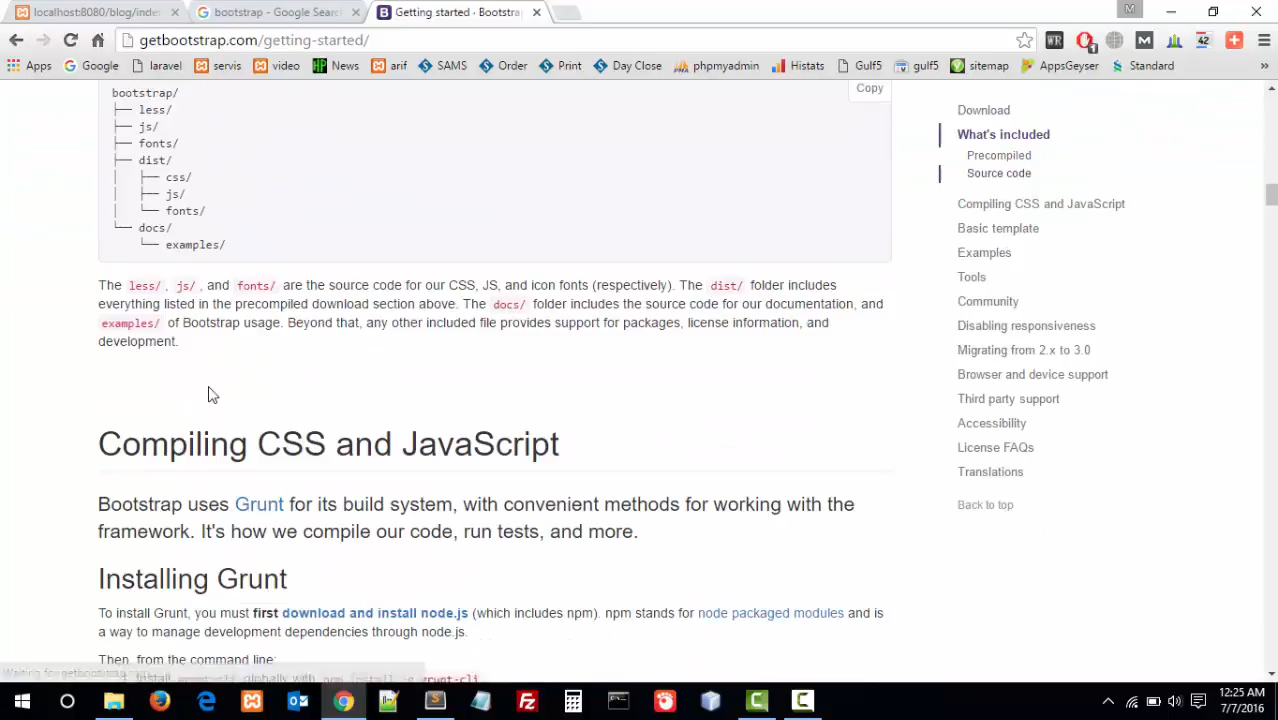 localhost:8080/blog/inde
bootstrap - Google Searc
Getting started · Bootstra
M
getbootstrap.com/getting-started/
WR
1
M
42
Apps
Google
laravel
servis
video
HP
News
arif
SAMS
Order
Print
Day Close
phpmyadmin
Histats
Gulf5
gulf5
sitemap
AppsGeyser
Standard
»
bootstrap/
├── less/
├── js/
├── fonts/
├── dist/
│   ├── css/
│   ├── js/
│   └── fonts/
└── docs/
    └── examples/
Copy
The less/, js/, and fonts/ are the source code for our CSS, JS, and icon fonts (respectively). The dist/ folder includes
everything listed in the precompiled download section above. The docs/ folder includes the source code for our documentation, and
examples/ of Bootstrap usage. Beyond that, any other included file provides support for packages, license information, and
development.
Compiling CSS and JavaScript
Bootstrap uses Grunt for its build system, with convenient methods for working with the
framework. It's how we compile our code, run tests, and more.
Installing Grunt
To install Grunt, you must first download and install node.js (which includes npm). npm stands for node packaged modules and is
a way to manage development dependencies through node.js.
Then, from the command line:
Download
What's included
Precompiled
Source code
Compiling CSS and JavaScript
Basic template
Examples
Tools
Community
Disabling responsiveness
Migrating from 2.x to 3.0
Browser and device support
Third party support
Accessibility
License FAQs
Translations
Back to top
12:25 AM
7/7/2016